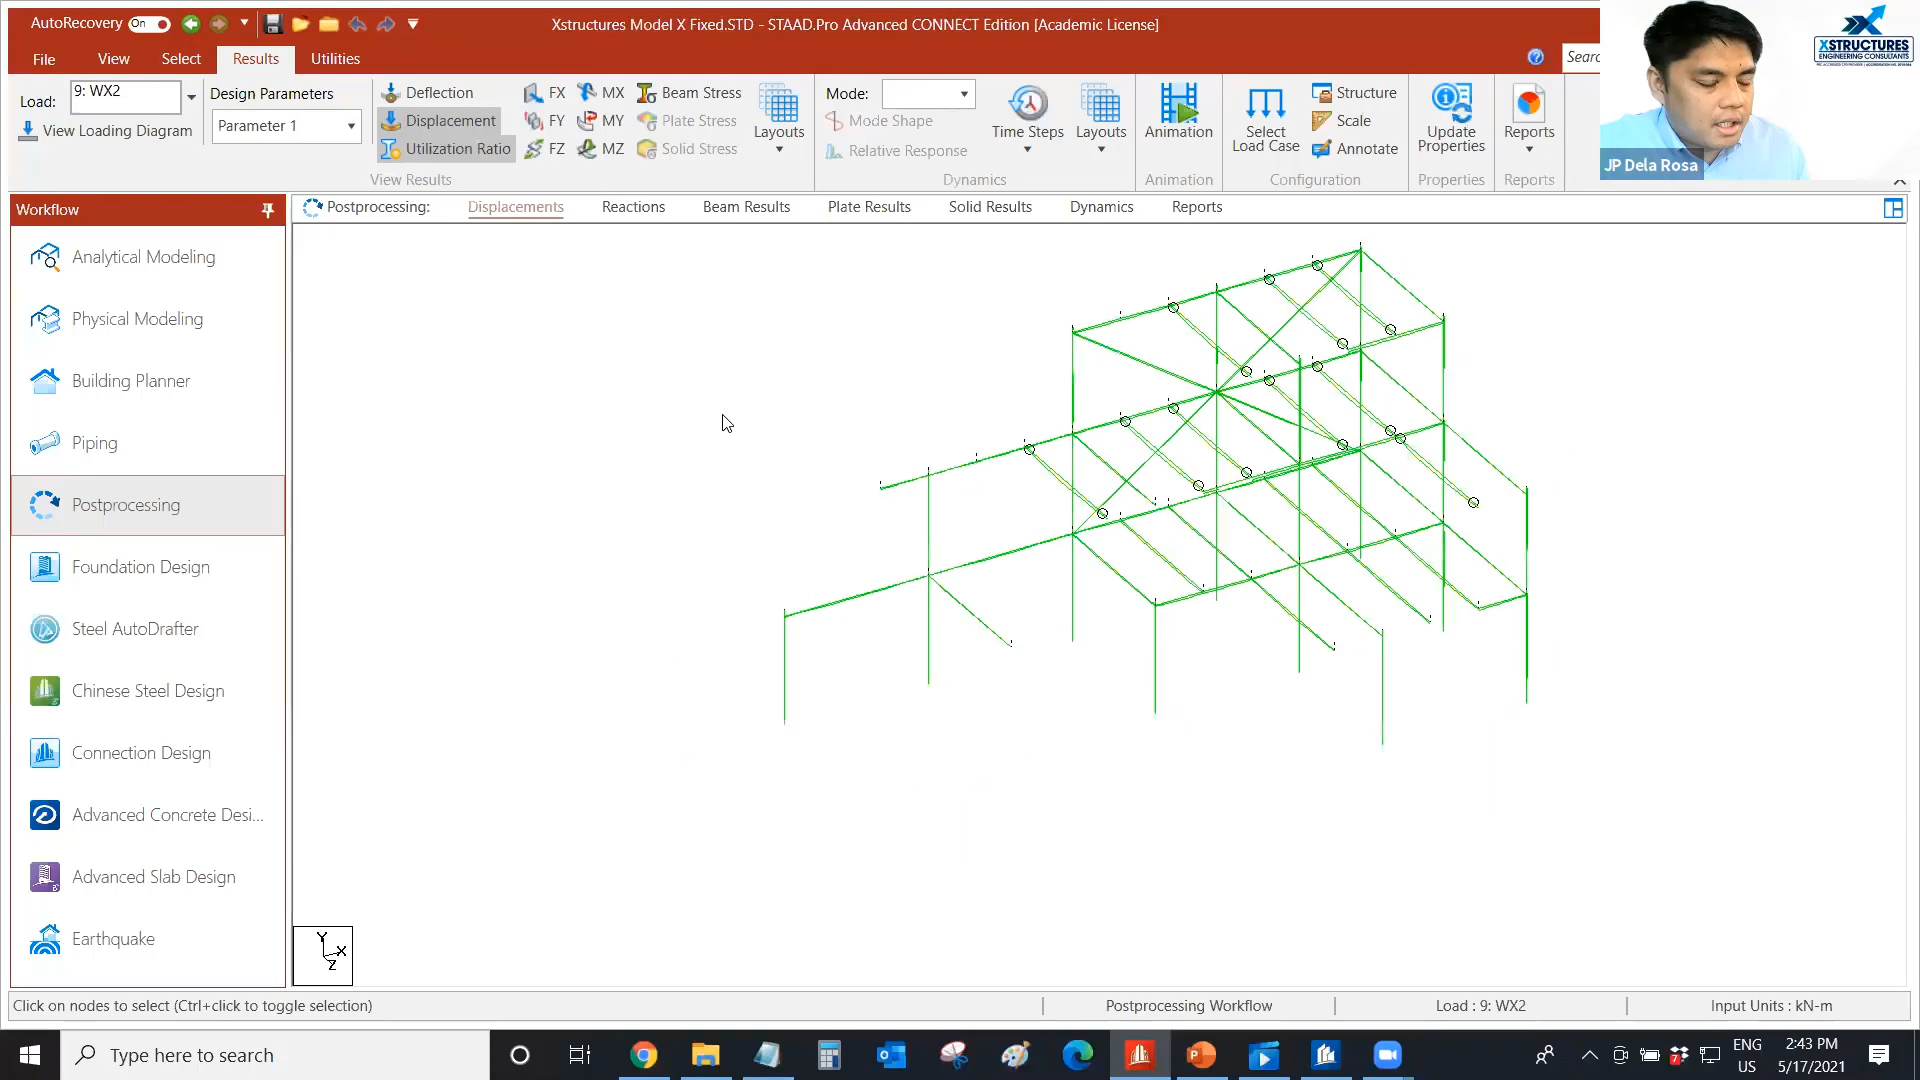 AutoRecovery On
Xstructures Model X Fixed.STD - STAAD.Pro Advanced CONNECT Edition [Academic License]
XSTRUCTURES
ENGINEERING CONSULTANTS
File View Select Results Utilities
Searc
Load: 9: WX2
View Loading Diagram
Design Parameters
Parameter 1
Deflection
Displacement
Utilization Ratio
FX MX Beam Stress
FY MY Plate Stress
FZ MZ Solid Stress
Layouts
View Results
Mode:
Mode Shape
Relative Response
Time Steps
Layouts
Dynamics
Animation
Animation
Select
Load Case
Structure
Scale
Annotate
Configuration
Update
Properties
Properties
Reports
Reports
JP Dela Rosa
Workflow
Postprocessing: Displacements Reactions Beam Results Plate Results Solid Results Dynamics Reports
Analytical Modeling
Physical Modeling
Building Planner
Piping
Postprocessing
Foundation Design
Steel AutoDrafter
Chinese Steel Design
Connection Design
Advanced Concrete Desi...
Advanced Slab Design
Earthquake
Y
X
Z
Click on nodes to select (Ctrl+click to toggle selection)
Postprocessing Workflow
Load : 9: WX2
Input Units : kN-m
Type here to search
ENG
US
2:43 PM
5/17/2021